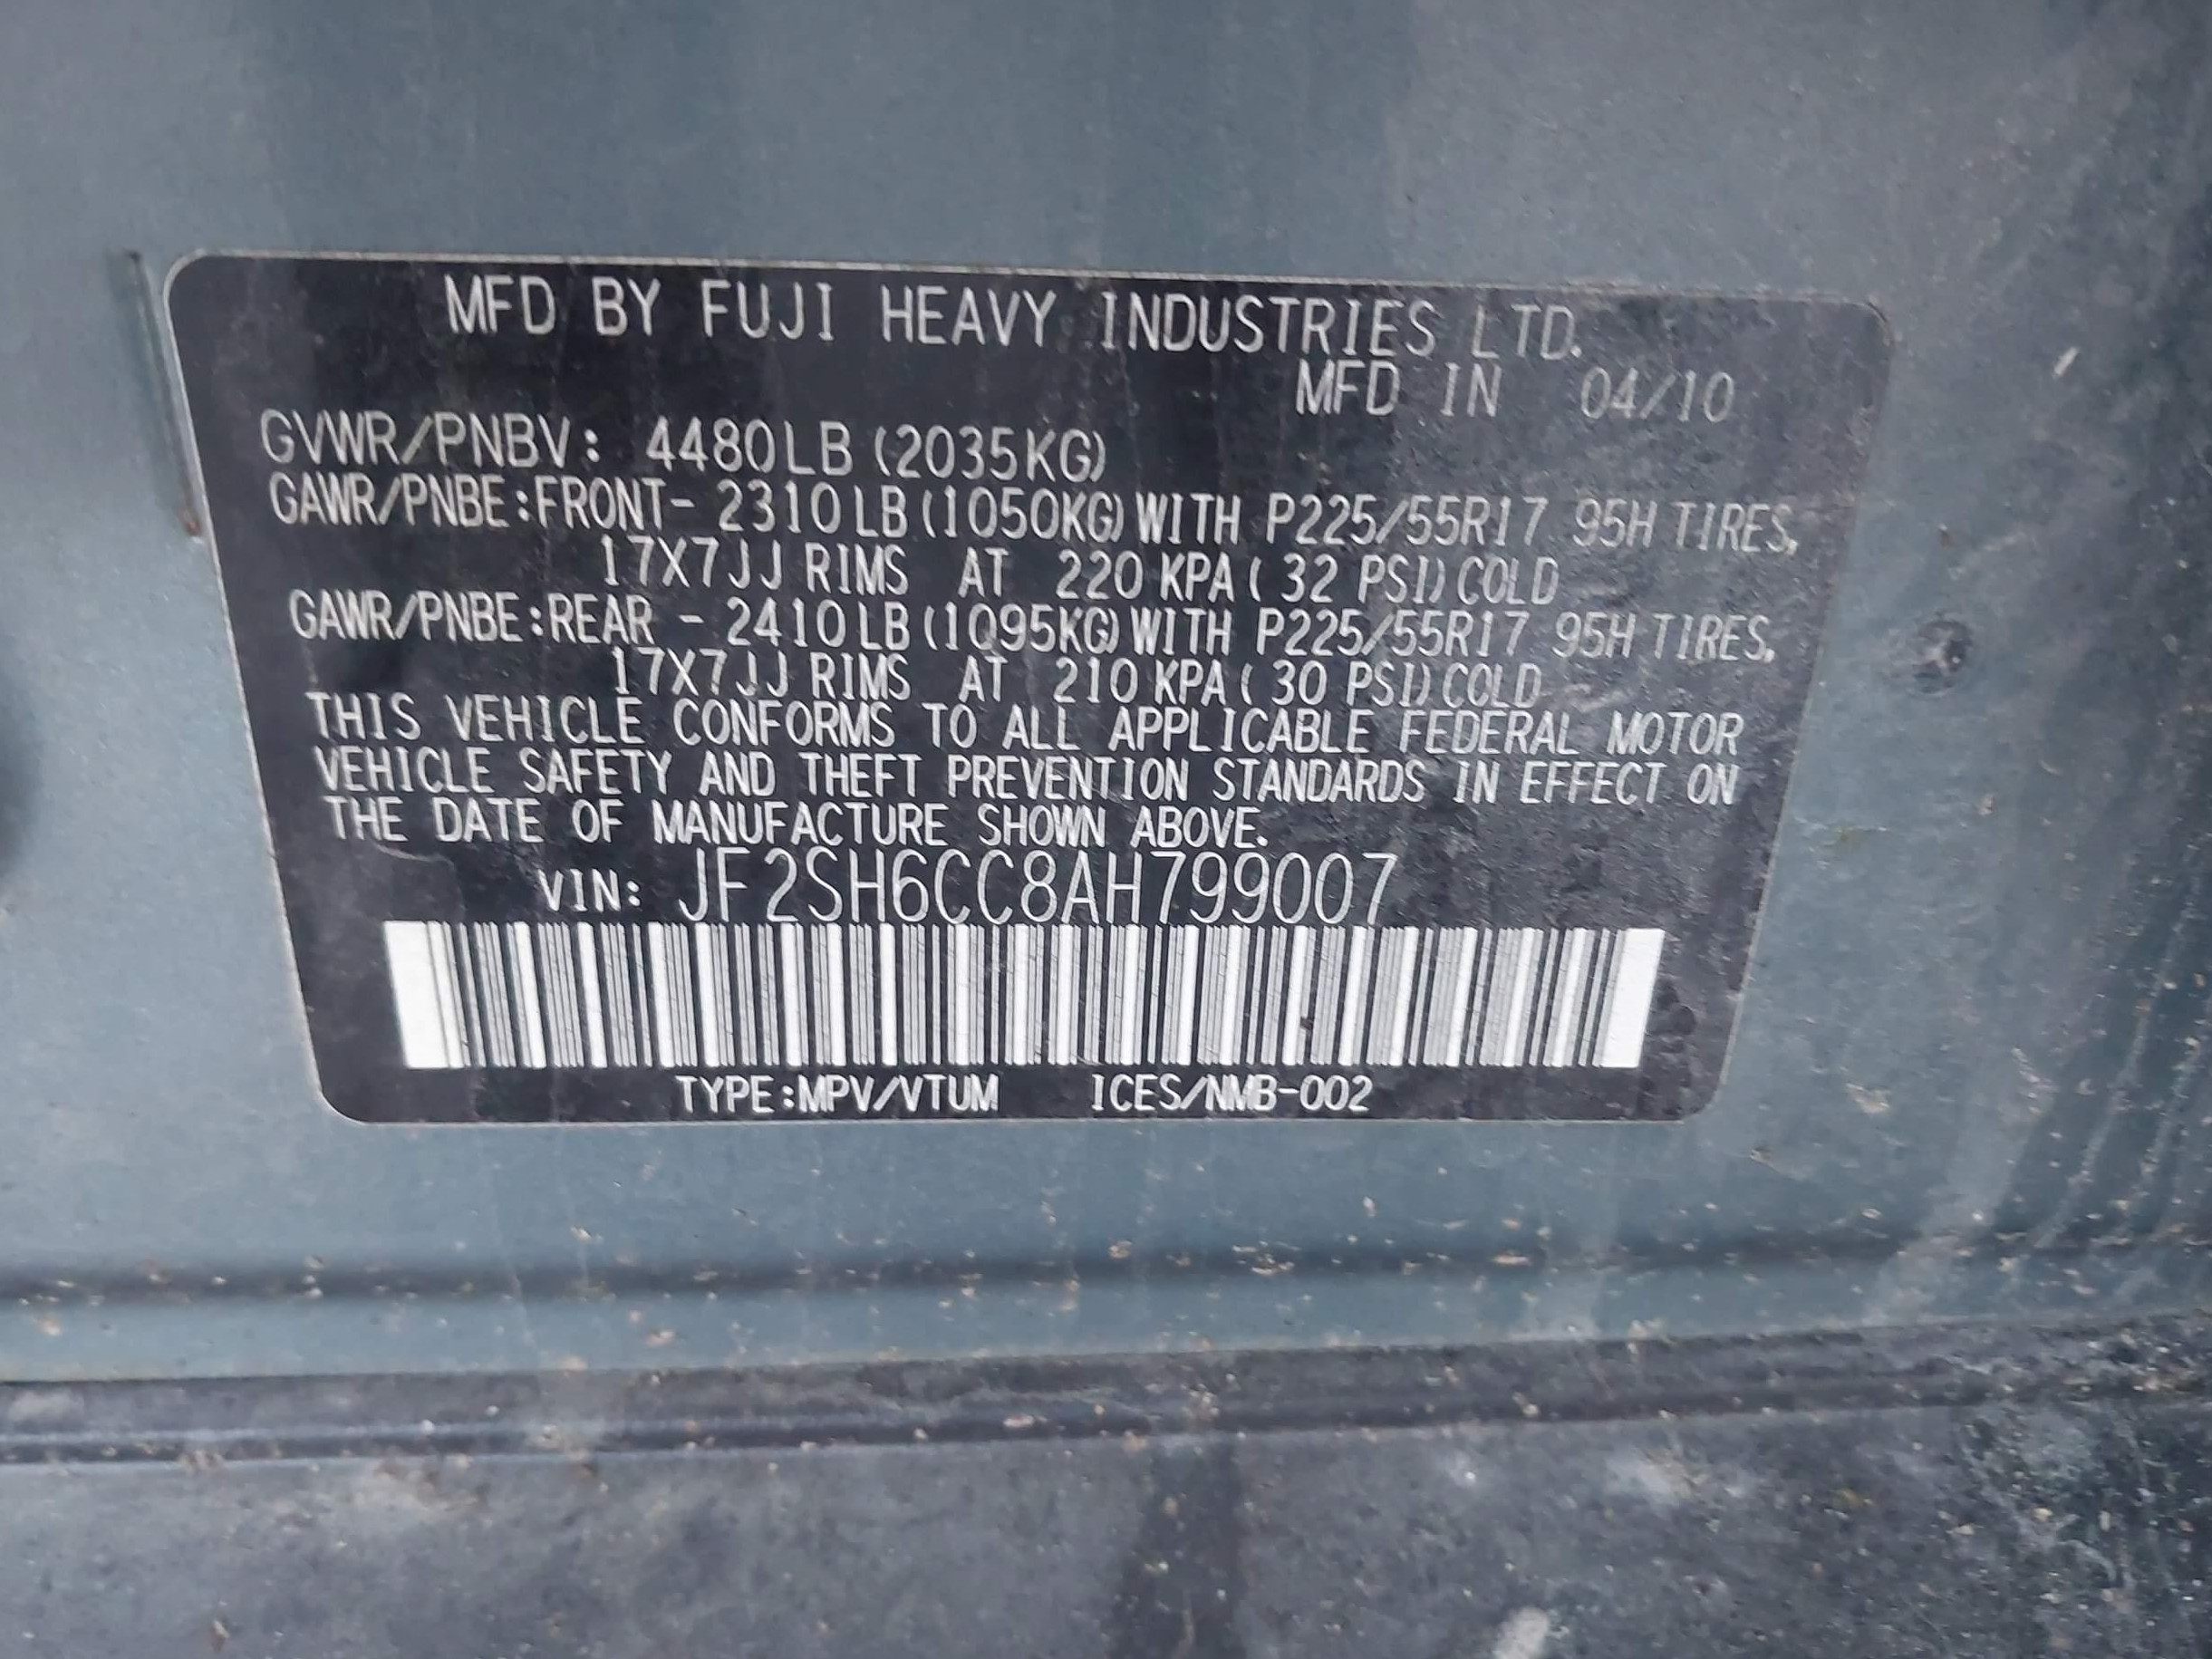 MFD BY FUJI HEAVY INDUSTRIES LTD.
MFD IN 04/10
GVWR/PNBV: 4480LB (2035KG)
GAWR/PNBE:FRONT- 2310LB(1050KG)WITH P225/55R17 95H TIRES,
17X7JJ RIMS AT 220 KPA( 32 PSI)COLD
GAWR/PNBE:REAR - 2410LB(1095KG)WITH P225/55R17 95H TIRES,
17X7JJ RIMS AT 210 KPA( 30 PSI)COLD
THIS VEHICLE CONFORMS TO ALL APPLICABLE FEDERAL MOTOR
VEHICLE SAFETY AND THEFT PREVENTION STANDARDS IN EFFECT ON
THE DATE OF MANUFACTURE SHOWN ABOVE.
VIN: JF2SH6CC8AH799007
TYPE:MPV/VTUM ICES/NMB-002